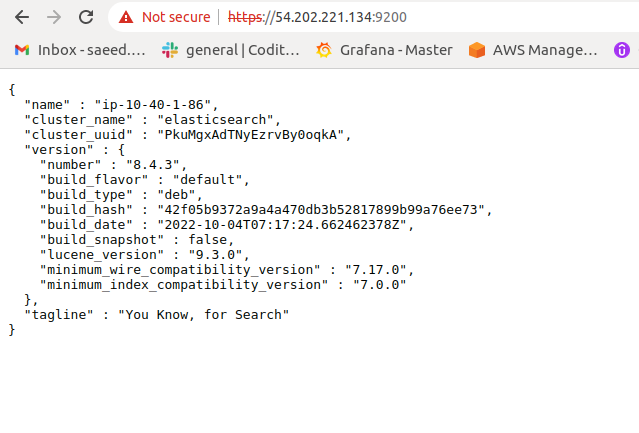 Not secure | https://54.202.221.134:9200
Inbox - saeed.... general | Codit... Grafana - Master AWS Manage...
{
  "name" : "ip-10-40-1-86",
  "cluster_name" : "elasticsearch",
  "cluster_uuid" : "PkuMgxAdTNyEzrvBy0oqkA",
  "version" : {
    "number" : "8.4.3",
    "build_flavor" : "default",
    "build_type" : "deb",
    "build_hash" : "42f05b9372a9a4a470db3b52817899b99a76ee73",
    "build_date" : "2022-10-04T07:17:24.662462378Z",
    "build_snapshot" : false,
    "lucene_version" : "9.3.0",
    "minimum_wire_compatibility_version" : "7.17.0",
    "minimum_index_compatibility_version" : "7.0.0"
  },
  "tagline" : "You Know, for Search"
}